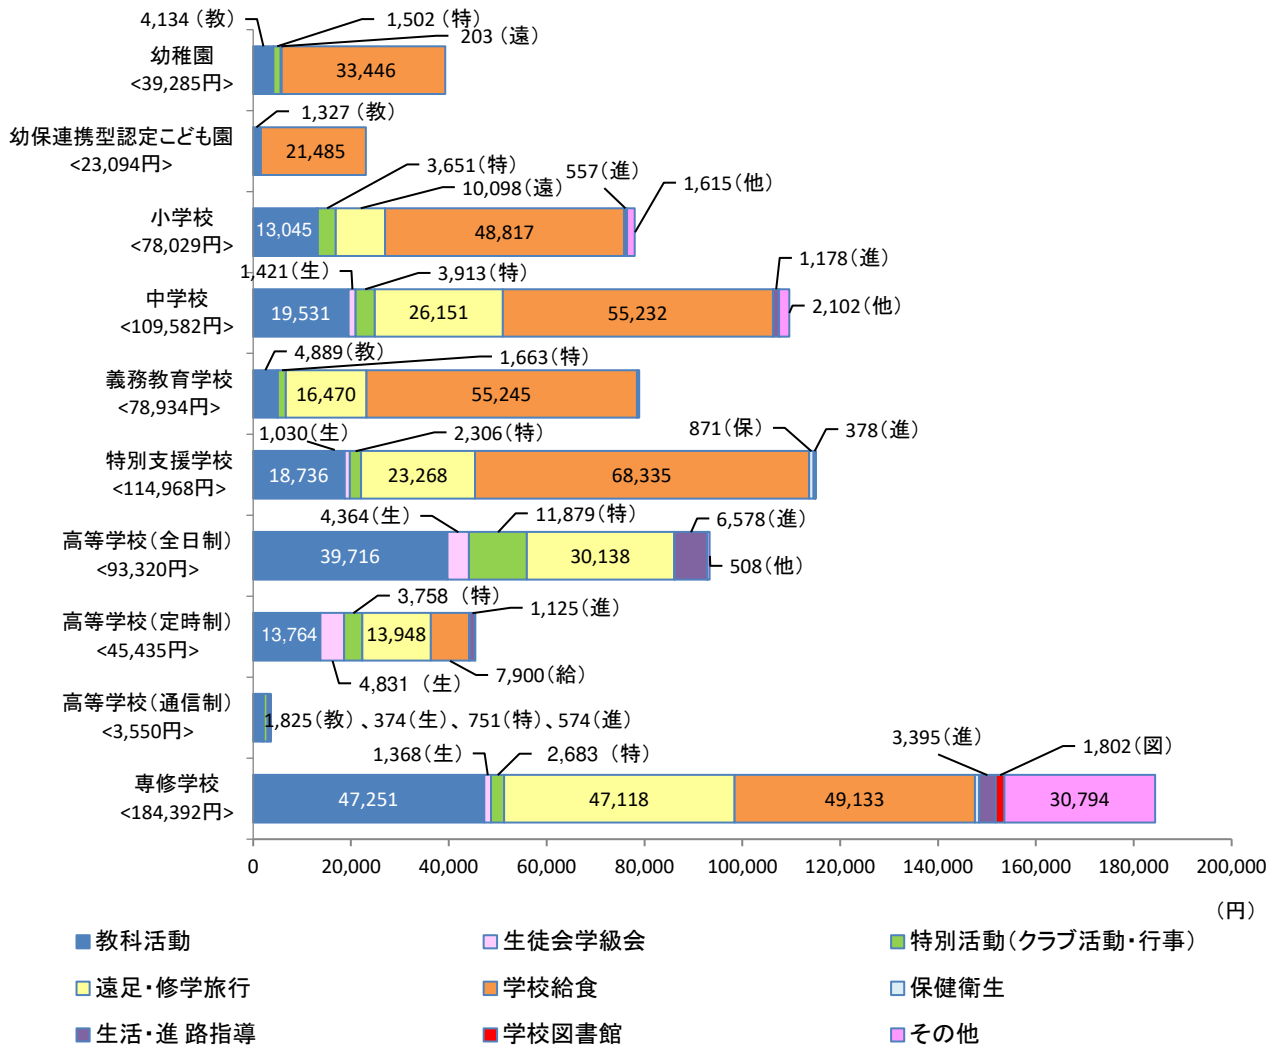 4,134（教）
1,502（特）
203（遠）
幼稚園
<39,285円>
33,446
1,327（教）
幼保連携型認定こども園
<23,094円>
21,485
3,651（特）
10,098（遠）
557（進）
1,615（他）
小学校
<78,029円>
13,045
48,817
1,421（生）
3,913（特）
1,178（進）
2,102（他）
中学校
<109,582円>
19,531
26,151
55,232
4,889（教）
1,663（特）
義務教育学校
<78,934円>
16,470
55,245
1,030（生）
2,306（特）
871（保）
378（進）
特別支援学校
<114,968円>
18,736
23,268
68,335
4,364（生）
11,879（特）
6,578（進）
508（他）
高等学校（全日制）
<93,320円>
39,716
30,138
3,758 （特）
1,125（進）
高等学校（定時制）
<45,435円>
13,764
13,948
4,831 （生）
7,900（給）
高等学校（通信制）
<3,550円>
1,825（教）、374（生）、751（特）、574（進）
1,368（生）
2,683 （特）
3,395（進）
1,802（図）
専修学校
<184,392円>
47,251
47,118
49,133
30,794
0 20,000 40,000 60,000 80,000 100,000 120,000 140,000 160,000 180,000 200,000
（円）
教科活動 生徒会学級会 特別活動（クラブ活動・行事）
遠足・修学旅行 学校給食 保健衛生
生活・進 路指導 学校図書館 その他